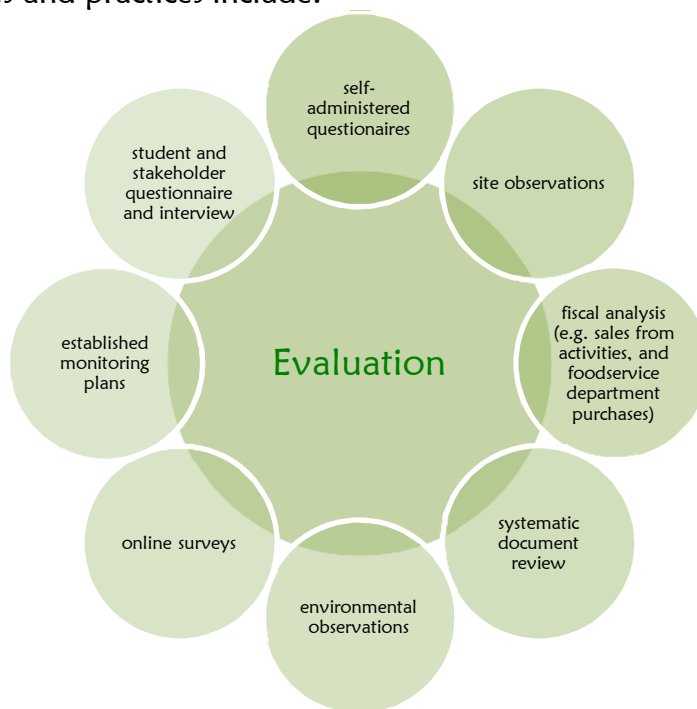 s and practices include:
self-
administered
questionaires
site observations
fiscal analysis
(e.g. sales from
activities, and
foodservice
department
purchases)
systematic
document
review
environmental
observations
online surveys
established
monitoring
plans
student and
stakeholder
questionnaire
and interview
Evaluation